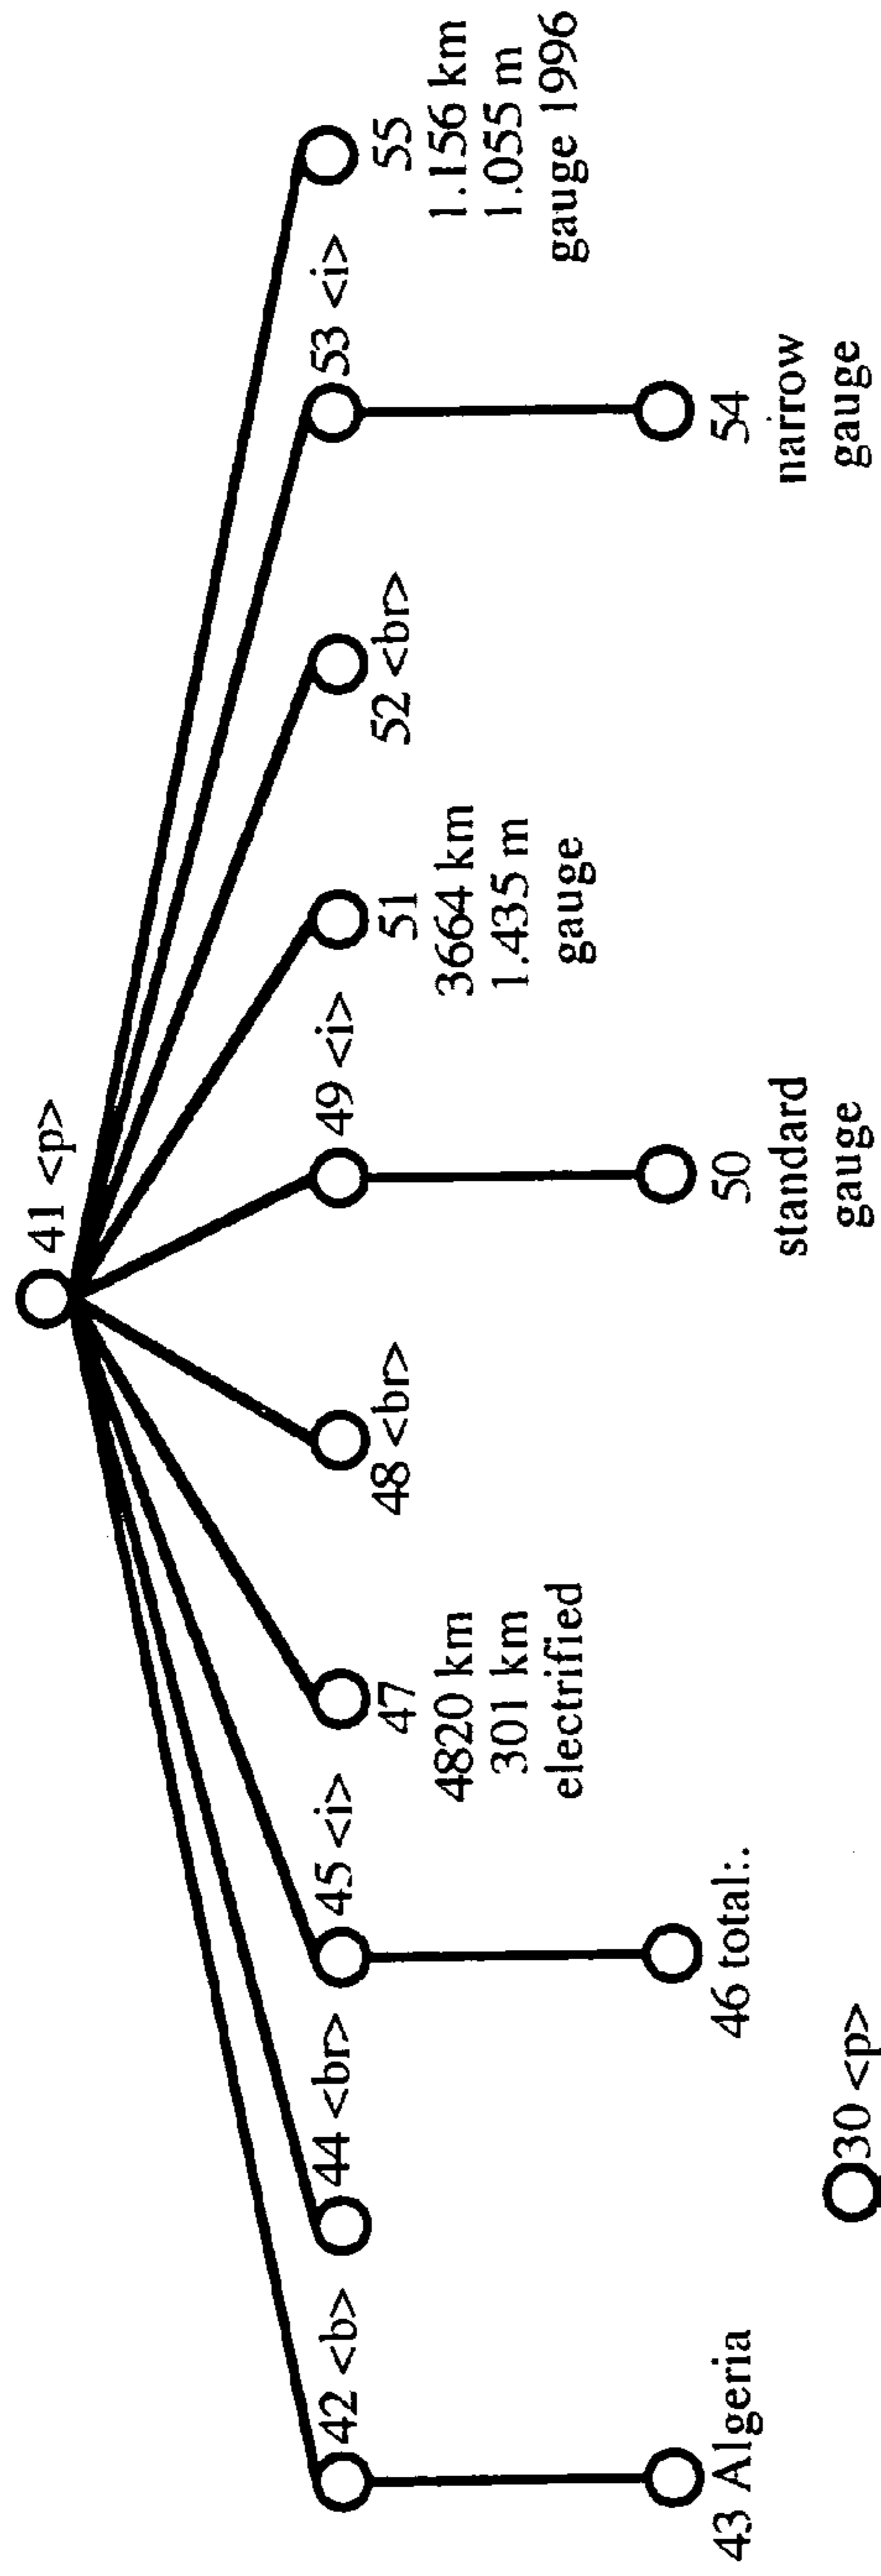 41 <p>
42 <b>
44 <br>
45 <i>
47
4820 km
301 km
electrified
48 <br>
49 <i>
51
3664 km
1.435 m
gauge
52 <br>
53 <i>
55
1.156 km
1.055 m
gauge 1996
43 Algeria
46 total:.
50
standard
gauge
54
narrow
gauge
30 <p>